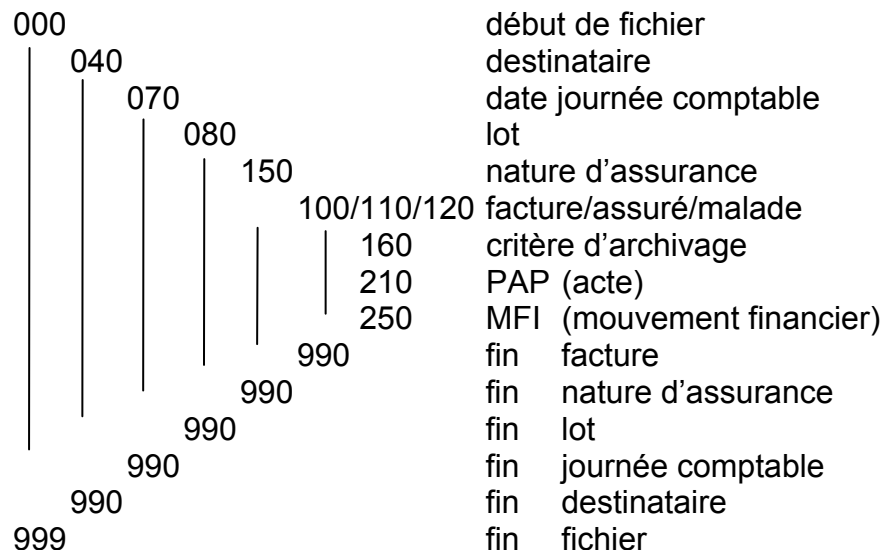 000 début de fichier
040 destinataire
070 date journée comptable
080 lot
150 nature d’assurance
100/110/120 facture/assuré/malade
160 critère d’archivage
210 PAP (acte)
250 MFI (mouvement financier)
990 fin facture
990 fin nature d’assurance
990 fin lot
990 fin journée comptable
990 fin destinataire
999 fin fichier